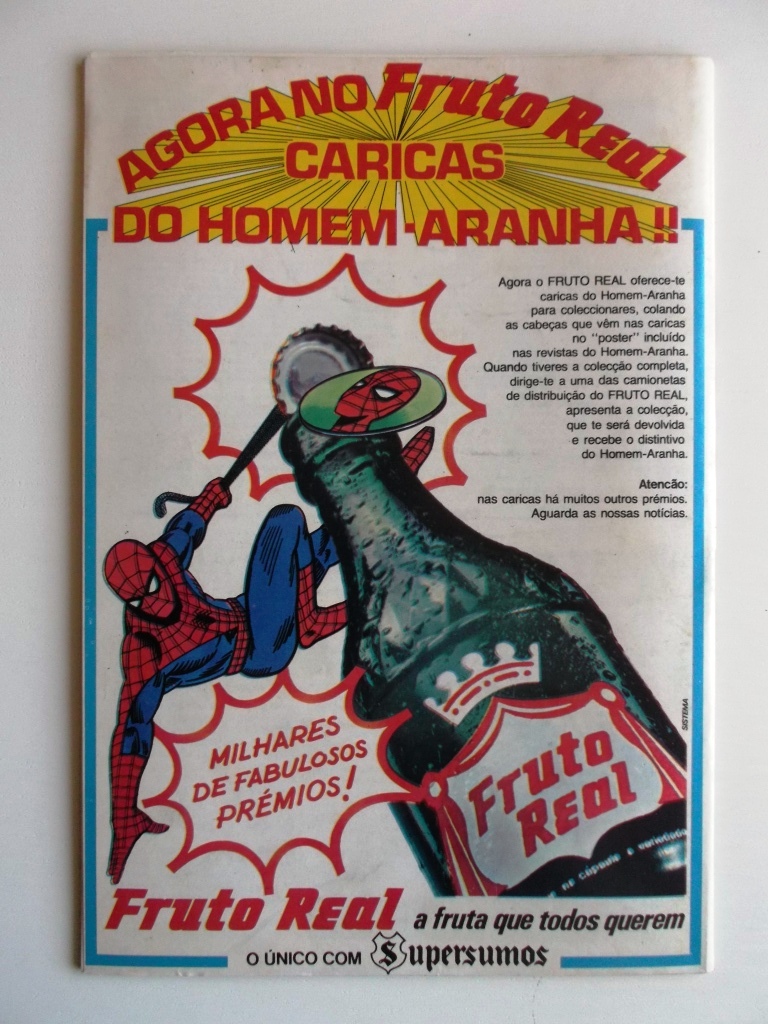 AGORA NO Fruto Real
CARICAS
DO HOMEM-ARANHA!!
Agora o FRUTO REAL oferece-te
caricas do Homem-Aranha
para coleccionares, colando
as cabeças que vêm nas caricas
no "poster" incluído
nas revistas do Homem-Aranha.
Quando tiveres a colecção completa,
dirige-te a uma das camionetas
de distribuição do FRUTO REAL,
apresenta a colecção,
que te será devolvida
e recebe o distintivo
do Homem-Aranha.
Atencão:
nas caricas há muitos outros prémios.
Aguarda as nossas notícias.
SISTEMA
MILHARES
DE FABULOSOS
PRÉMIOS!
Fruto
Real
na cápsula a variedade
Fruto Real a fruta que todos querem
O ÚNICO COM Supersumos